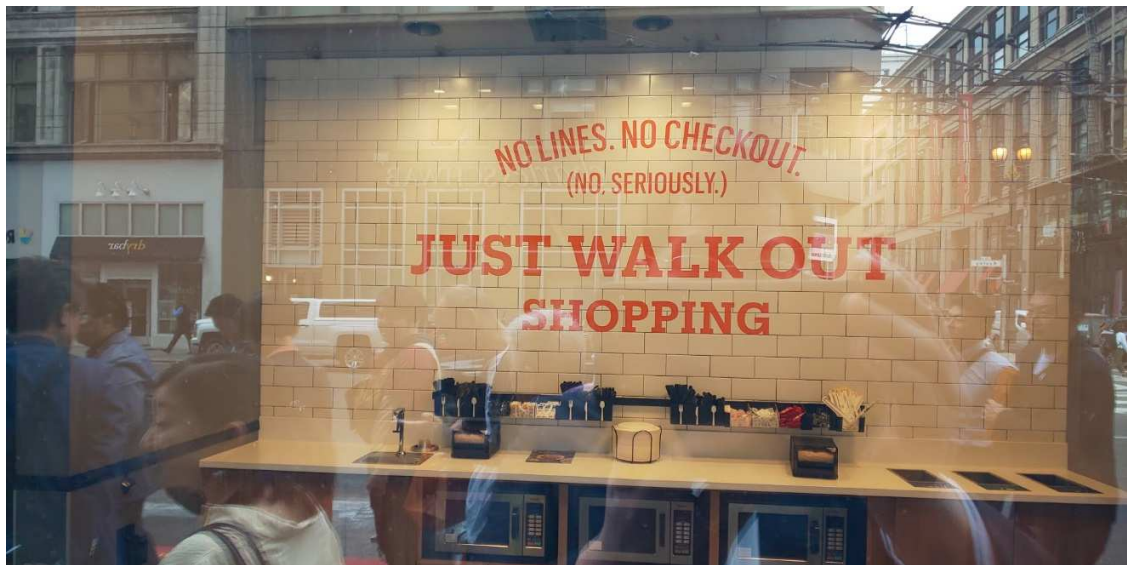 NO LINES. NO CHECKOUT.
(NO, SERIOUSLY.)
JUST WALK OUT
SHOPPING
drybar